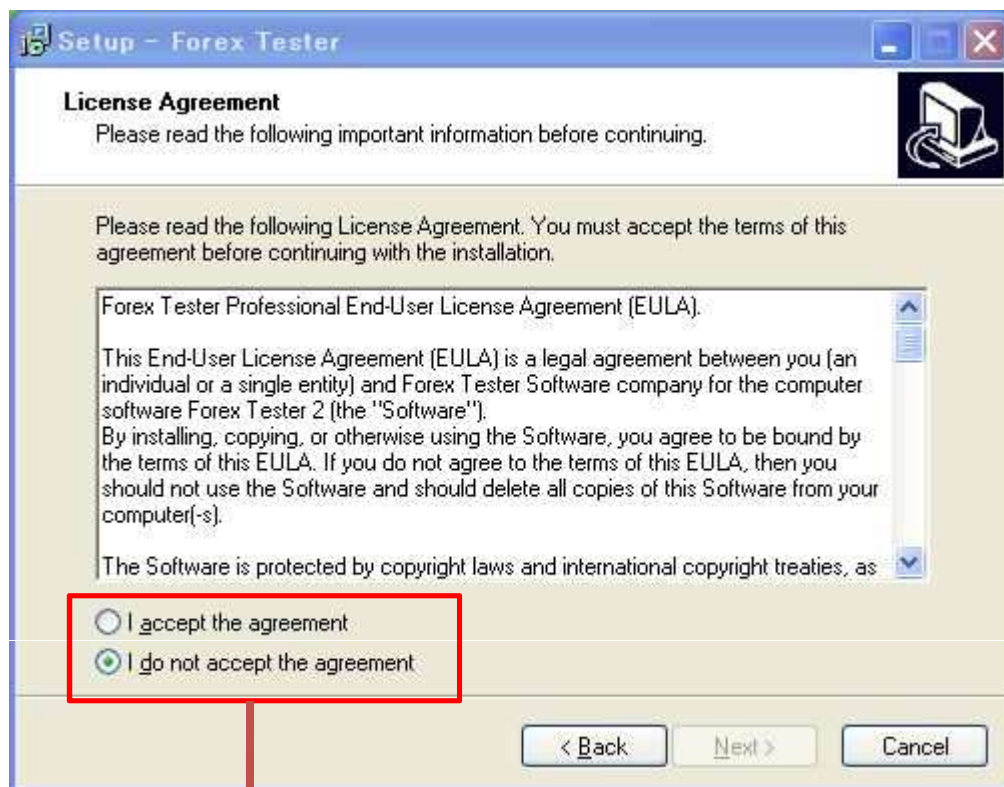 Setup - Forex Tester
License Agreement
Please read the following important information before continuing.
Please read the following License Agreement. You must accept the terms of this
agreement before continuing with the installation.
Forex Tester Professional End-User License Agreement (EULA).
This End-User License Agreement (EULA) is a legal agreement between you (an
individual or a single entity) and Forex Tester Software company for the computer
software Forex Tester 2 (the "Software").
By installing, copying, or otherwise using the Software, you agree to be bound by
the terms of this EULA. If you do not agree to the terms of this EULA, then you
should not use the Software and should delete all copies of this Software from your
computer(-s).
The Software is protected by copyright laws and international copyright treaties, as
I accept the agreement
I do not accept the agreement
< Back Next > Cancel